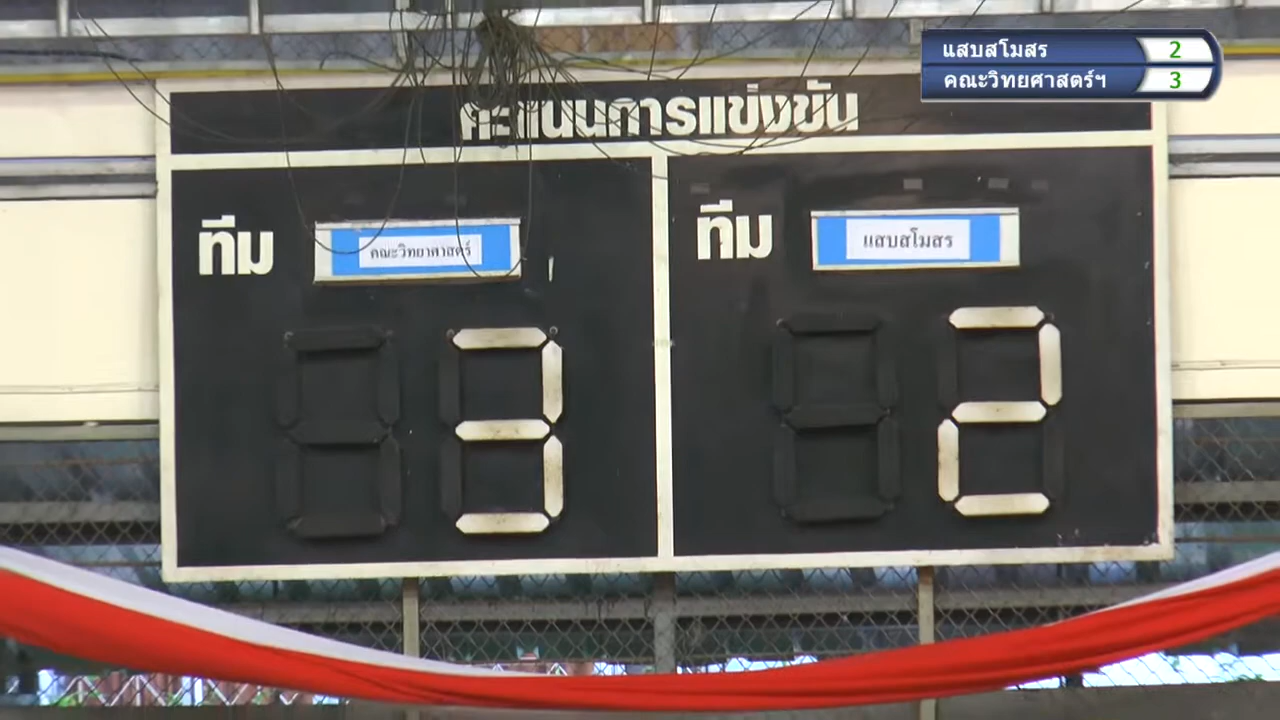 แสบสโมสร 2
คณะวิทยศาสตร์ฯ 3
คะแนนการแข่งขัน
ทีม คณะวิทยาศาสตร์
ทีม แสบสโมสร
3 2